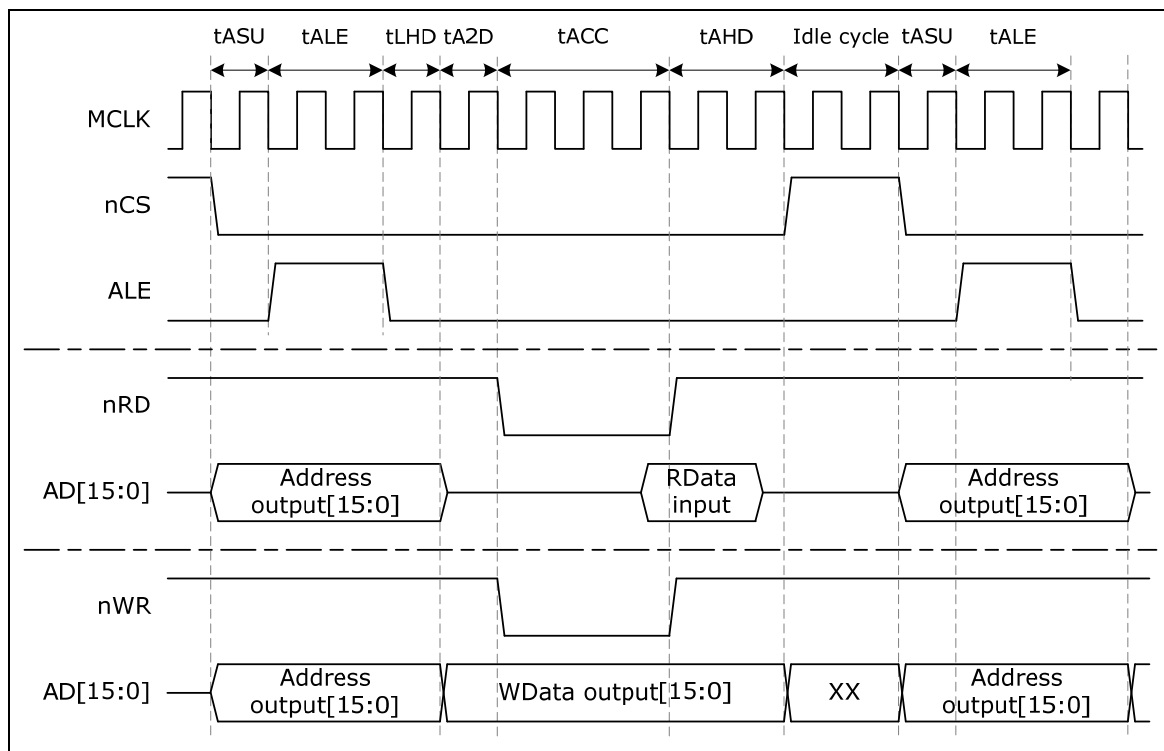 tASU tALE tLHD tA2D tACC tAHD Idle cycle tASU tALE
MCLK
nCS
ALE
nRD
AD[15:0]
Address
output[15:0]
RData
input
Address
output[15:0]
nWR
AD[15:0]
Address
output[15:0]
WData output[15:0]
XX
Address
output[15:0]